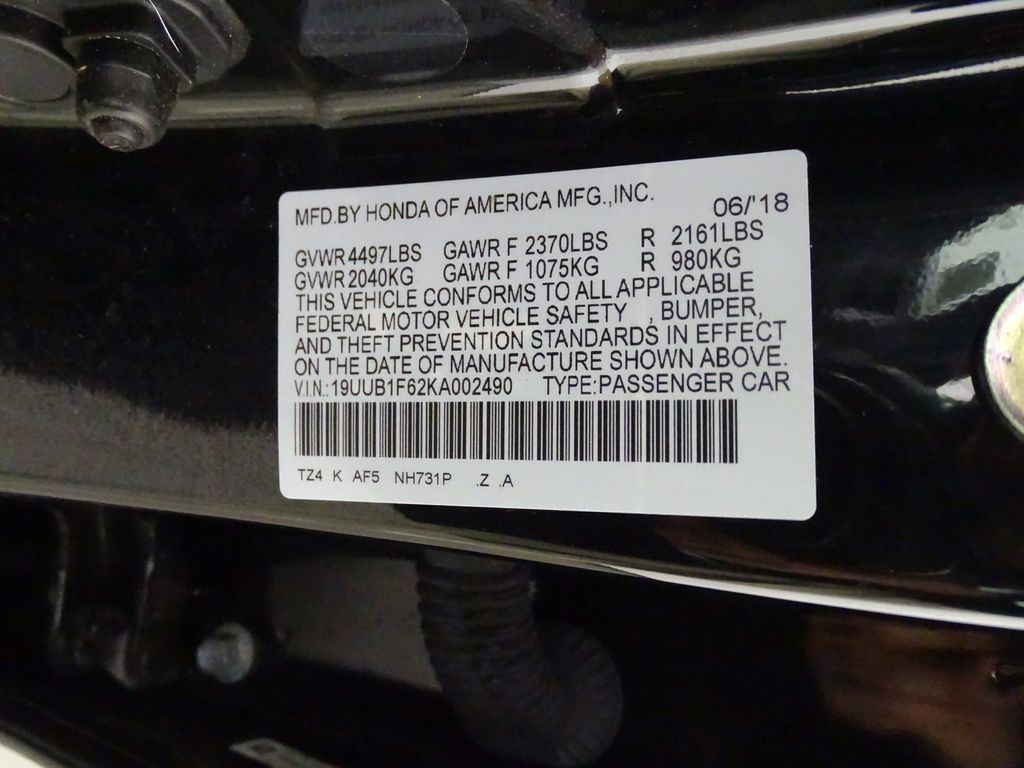 MFD.BY HONDA OF AMERICA MFG.,INC. 06/'18
GVWR 4497LBS GAWR F 2370LBS R 2161LBS
GVWR 2040KG GAWR F 1075KG R 980KG
THIS VEHICLE CONFORMS TO ALL APPLICABLE
FEDERAL MOTOR VEHICLE SAFETY , BUMPER,
AND THEFT PREVENTION STANDARDS IN EFFECT
ON THE DATE OF MANUFACTURE SHOWN ABOVE.
V.I.N.:19UUB1F62KA002490 TYPE:PASSENGER CAR
TZ4 K AF5 NH731P .Z .A